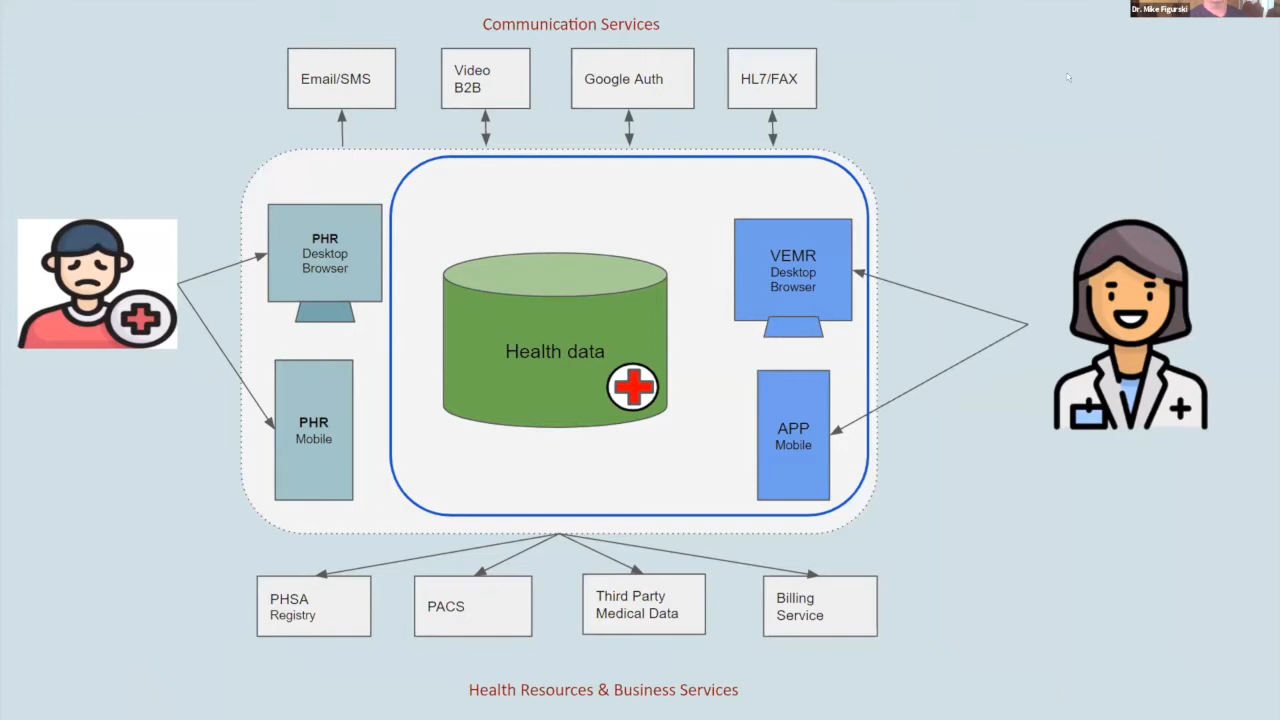 Dr. Mike Figurski
Communication Services
Email/SMS
Video
B2B
Google Auth
HL7/FAX
PHR
Desktop
Browser
VEMR
Desktop
Browser
Health data
PHR
Mobile
APP
Mobile
PHSA
Registry
PACS
Third Party
Medical Data
Billing
Service
Health Resources & Business Services